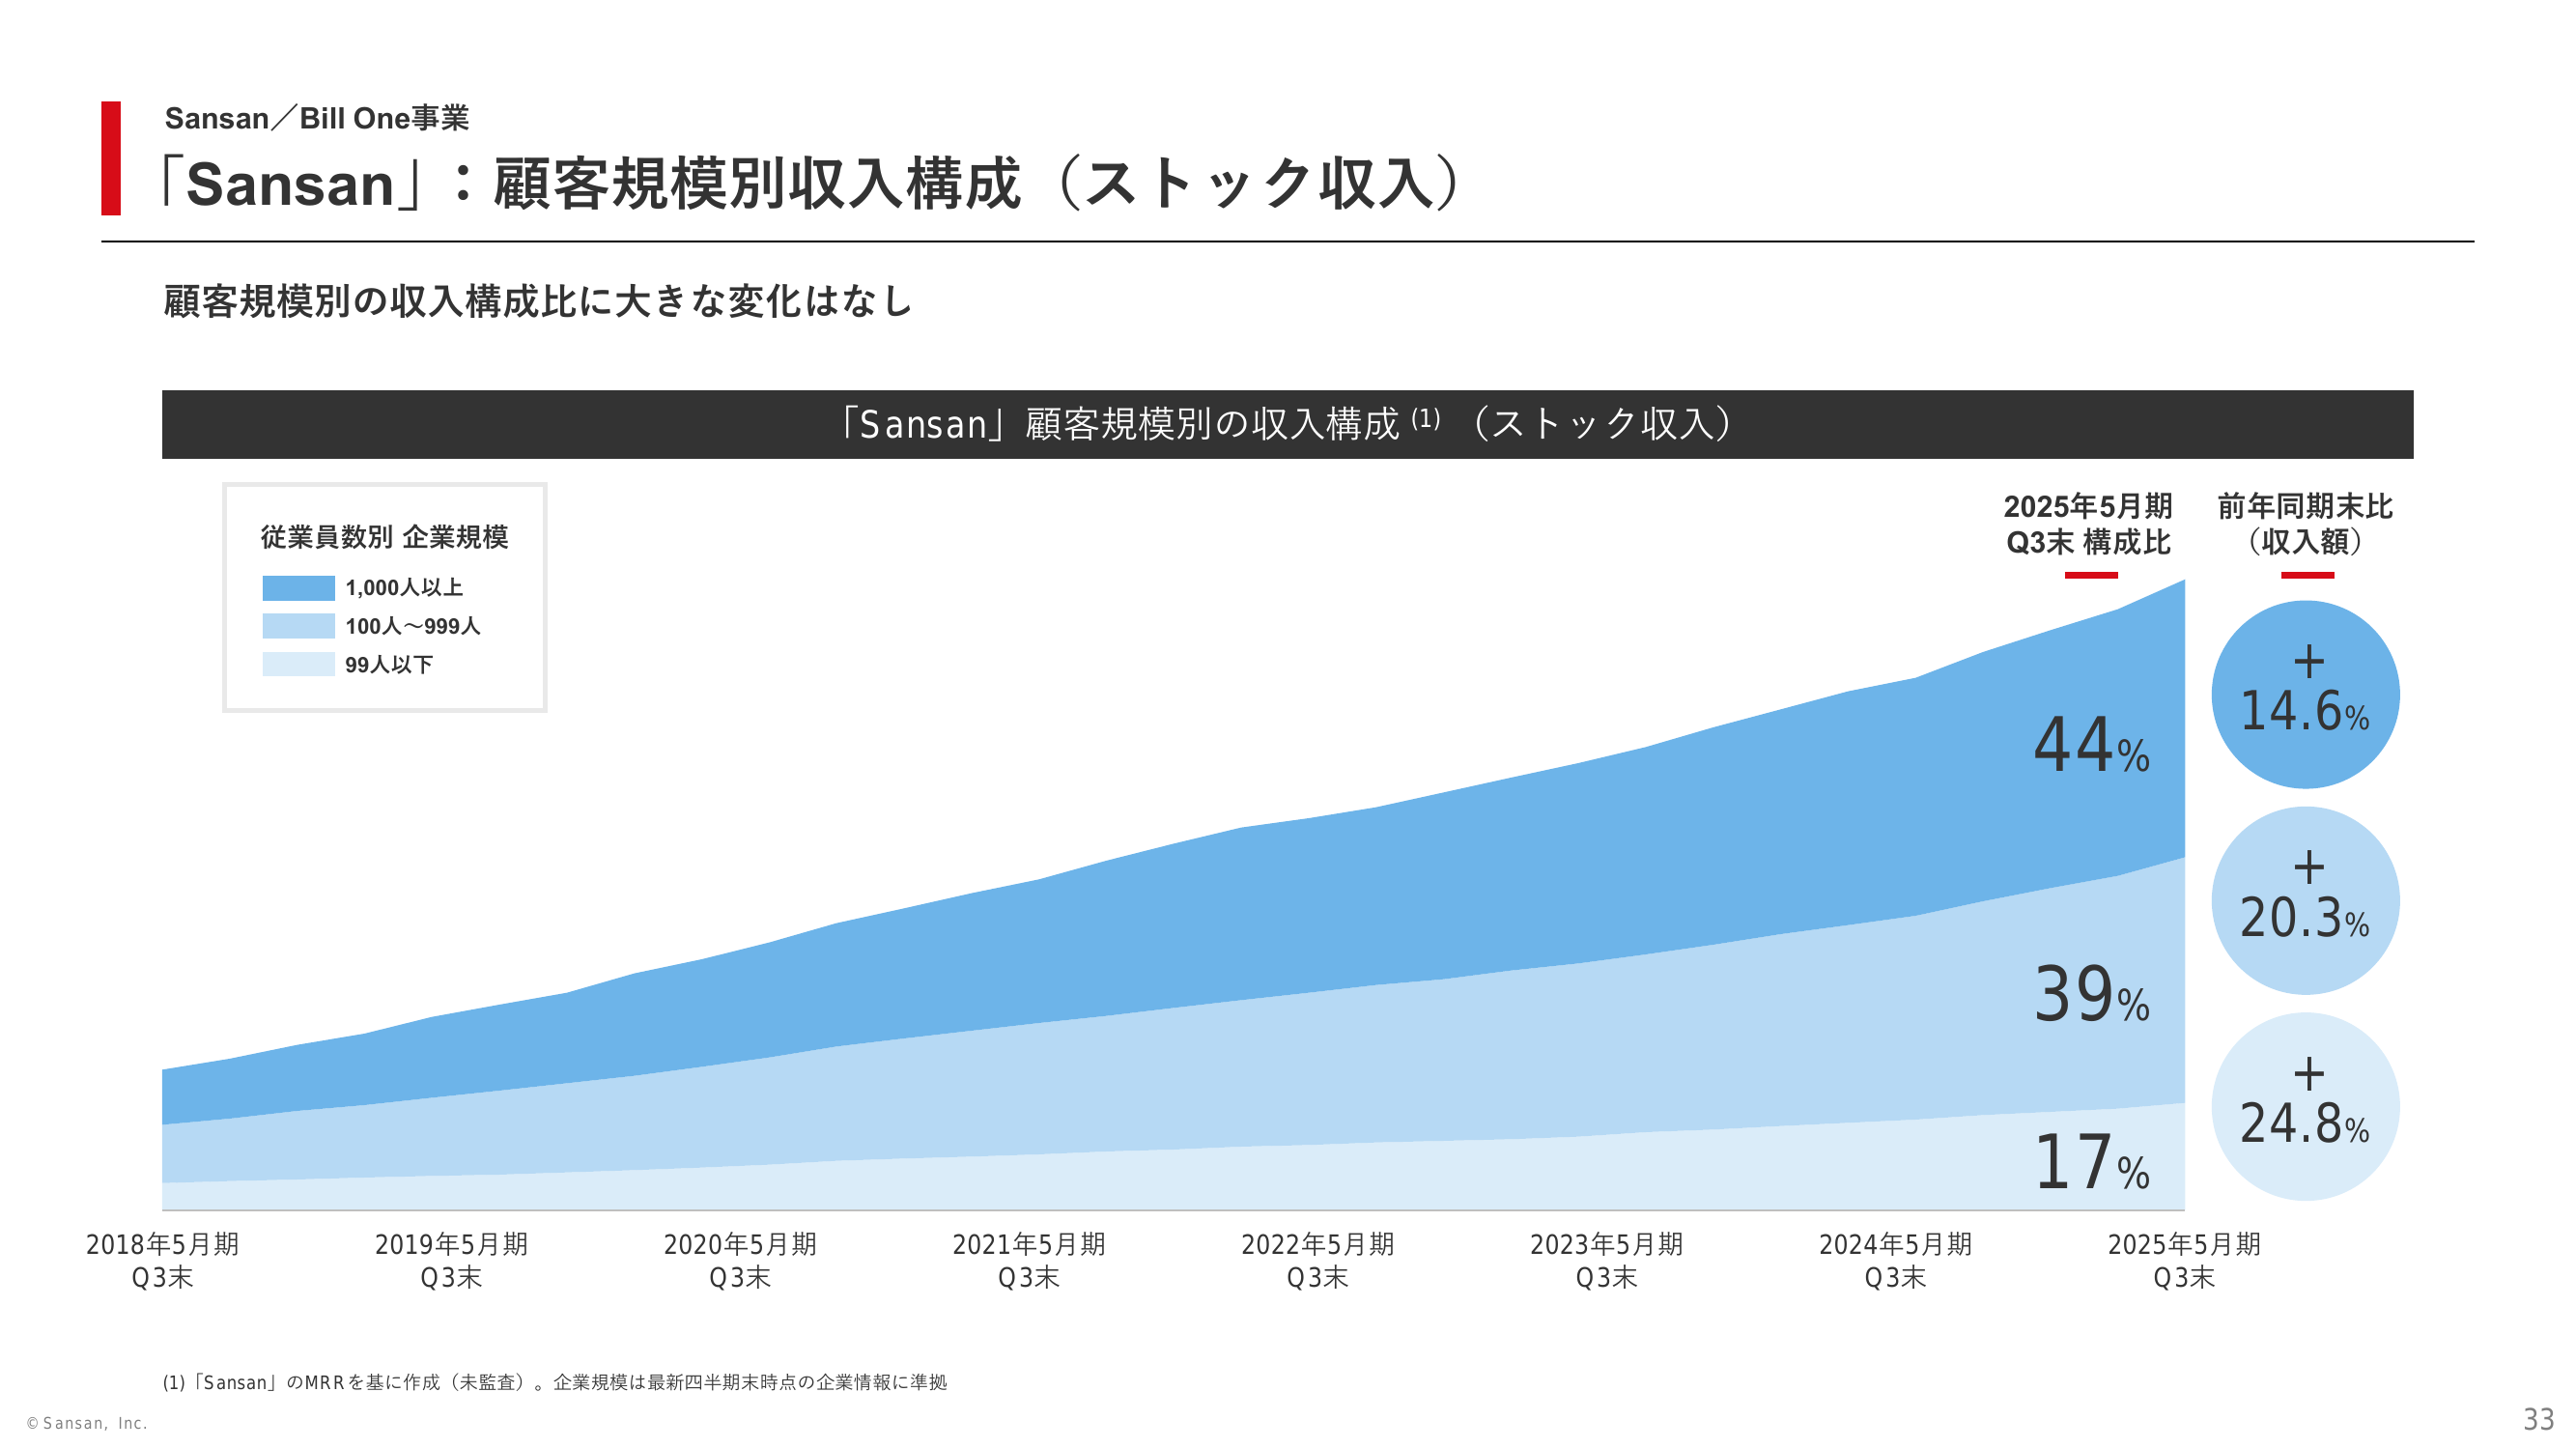 Sansan／Bill One事業
「Sansan」：顧客規模別収入構成（ストック収入）
顧客規模別の収入構成比に大きな変化はなし
「Sansan」顧客規模別の収入構成 (1) （ストック収入）
従業員数別 企業規模
1,000人以上
100人～999人
99人以下
2025年5月期
Q3末 構成比
前年同期末比
（収入額）
44%
39%
17%
+
14.6%
+
20.3%
+
24.8%
2018年5月期
Q3末
2019年5月期
Q3末
2020年5月期
Q3末
2021年5月期
Q3末
2022年5月期
Q3末
2023年5月期
Q3末
2024年5月期
Q3末
2025年5月期
Q3末
(1)「Sansan」のMRRを基に作成（未監査）。企業規模は最新四半期末時点の企業情報に準拠
© Sansan, Inc.
33